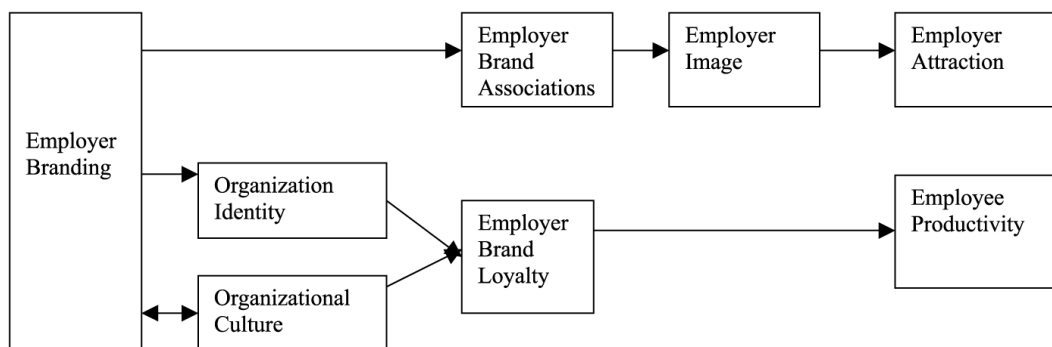 Employer
Branding
Employer
Brand
Associations
Employer
Image
Employer
Attraction
Organization
Identity
Organizational
Culture
Employer
Brand
Loyalty
Employee
Productivity